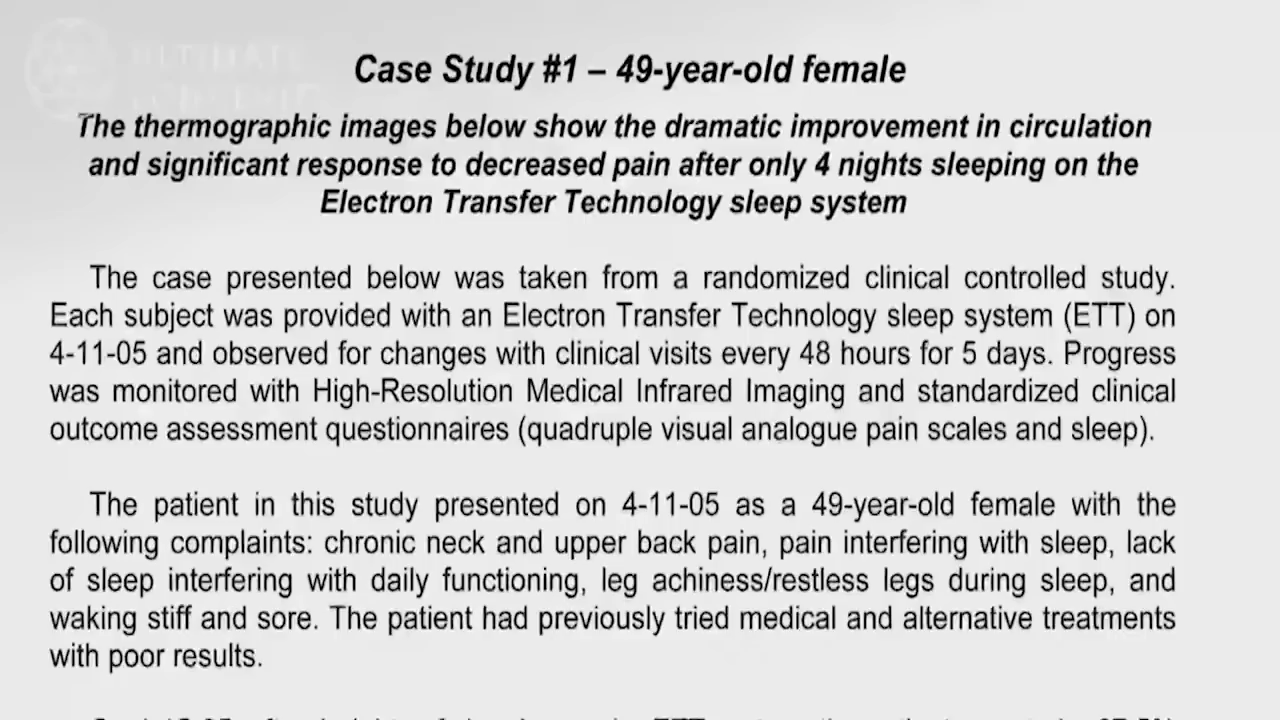 ULTIMATE
Case Study #1 – 49-year-old female
The thermographic images below show the dramatic improvement in circulation
and significant response to decreased pain after only 4 nights sleeping on the
Electron Transfer Technology sleep system
The case presented below was taken from a randomized clinical controlled study.
Each subject was provided with an Electron Transfer Technology sleep system (ETT) on
4-11-05 and observed for changes with clinical visits every 48 hours for 5 days. Progress
was monitored with High-Resolution Medical Infrared Imaging and standardized clinical
outcome assessment questionnaires (quadruple visual analogue pain scales and sleep).
The patient in this study presented on 4-11-05 as a 49-year-old female with the
following complaints: chronic neck and upper back pain, pain interfering with sleep, lack
of sleep interfering with daily functioning, leg achiness/restless legs during sleep, and
waking stiff and sore. The patient had previously tried medical and alternative treatments
with poor results.